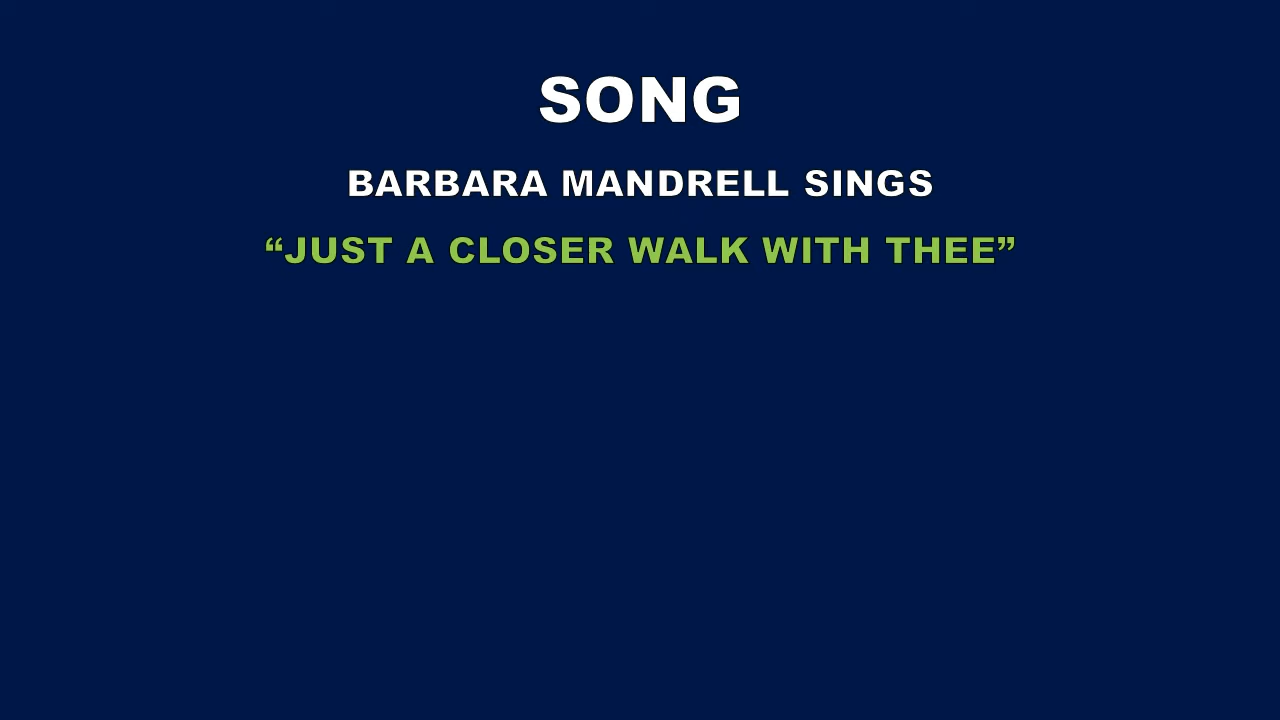 SONG
BARBARA MANDRELL SINGS
“JUST A CLOSER WALK WITH THEE”